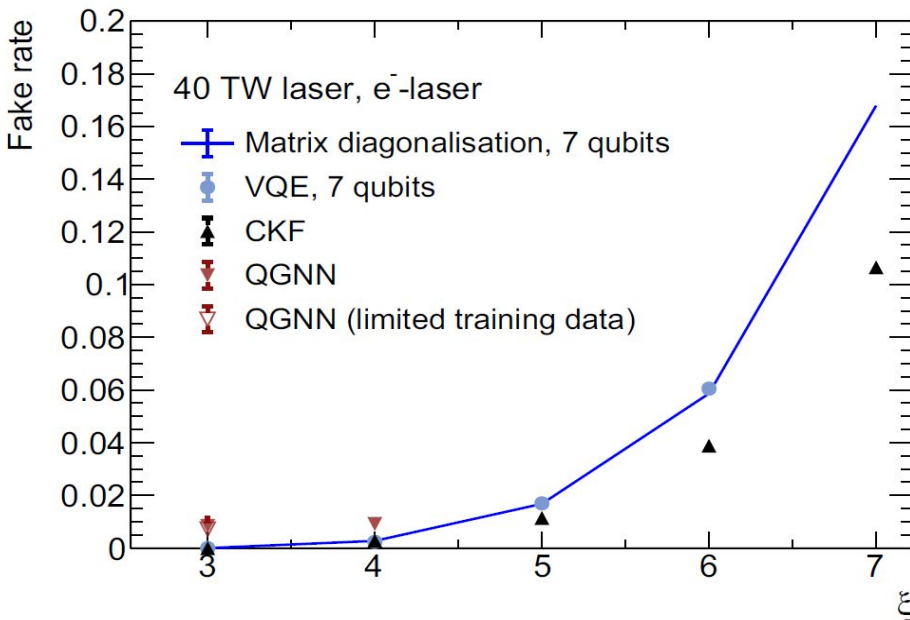 Fake rate
0.2
0.18
0.16
0.14
0.12
0.1
0.08
0.06
0.04
0.02
0
40 TW laser, e⁻-laser
Matrix diagonalisation, 7 qubits
VQE, 7 qubits
CKF
QGNN
QGNN (limited training data)
3 4 5 6 7
ξ